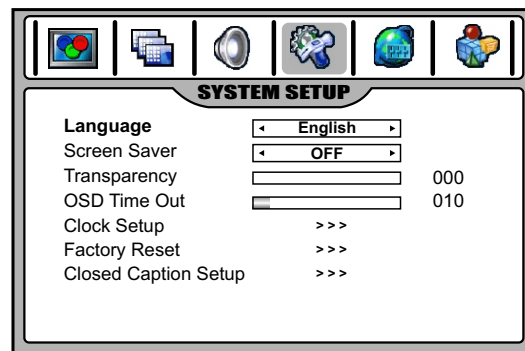 SYSTEM SETUP
Language ◂ English ▸
Screen Saver ◂ OFF ▸
Transparency 000
OSD Time Out 010
Clock Setup >>>
Factory Reset >>>
Closed Caption Setup >>>